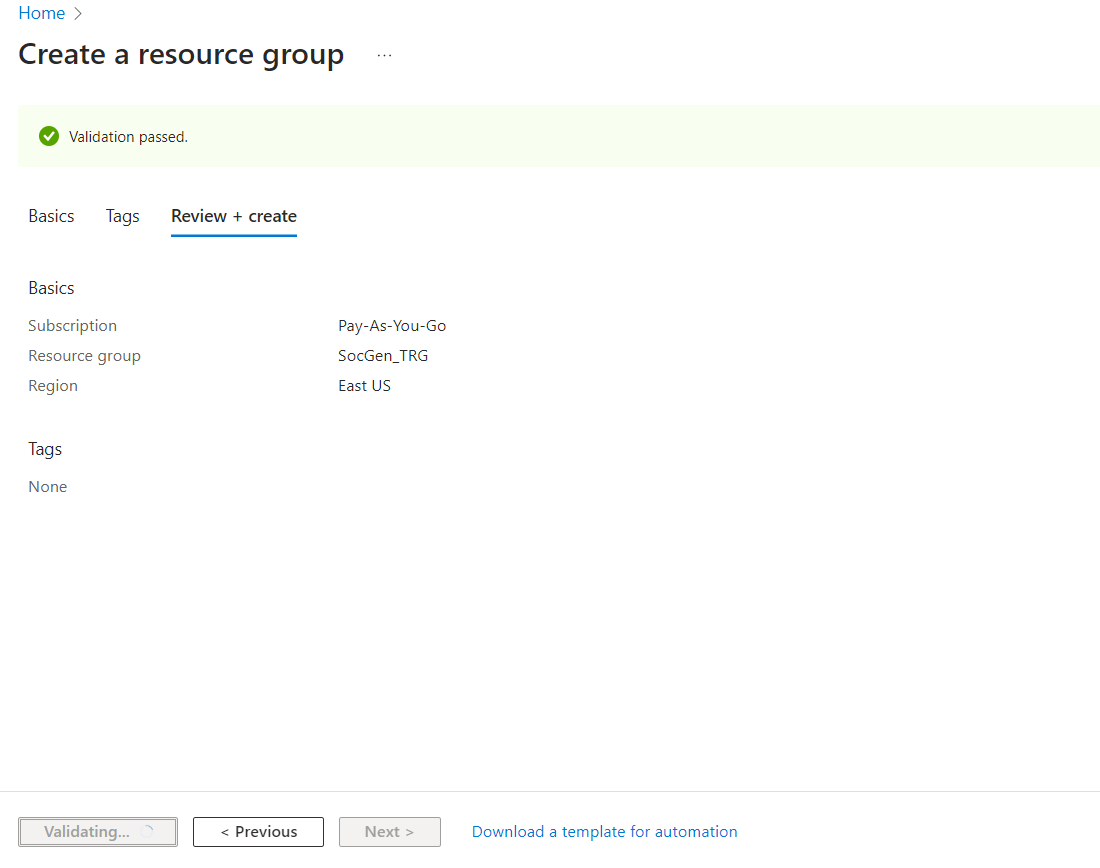 Home >
Create a resource group ...
Validation passed.
Basics Tags Review + create
Basics
Subscription Pay-As-You-Go
Resource group SocGen_TRG
Region East US
Tags
None
Validating... < Previous Next > Download a template for automation